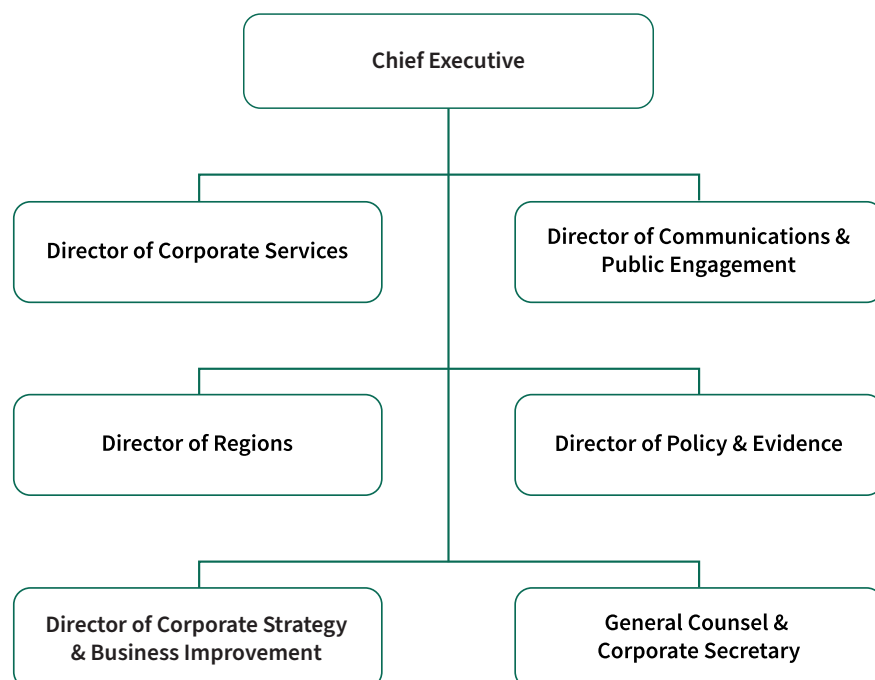 Chief Executive
Director of Corporate Services
Director of Communications &
Public Engagement
Director of Regions
Director of Policy & Evidence
Director of Corporate Strategy
& Business Improvement
General Counsel &
Corporate Secretary